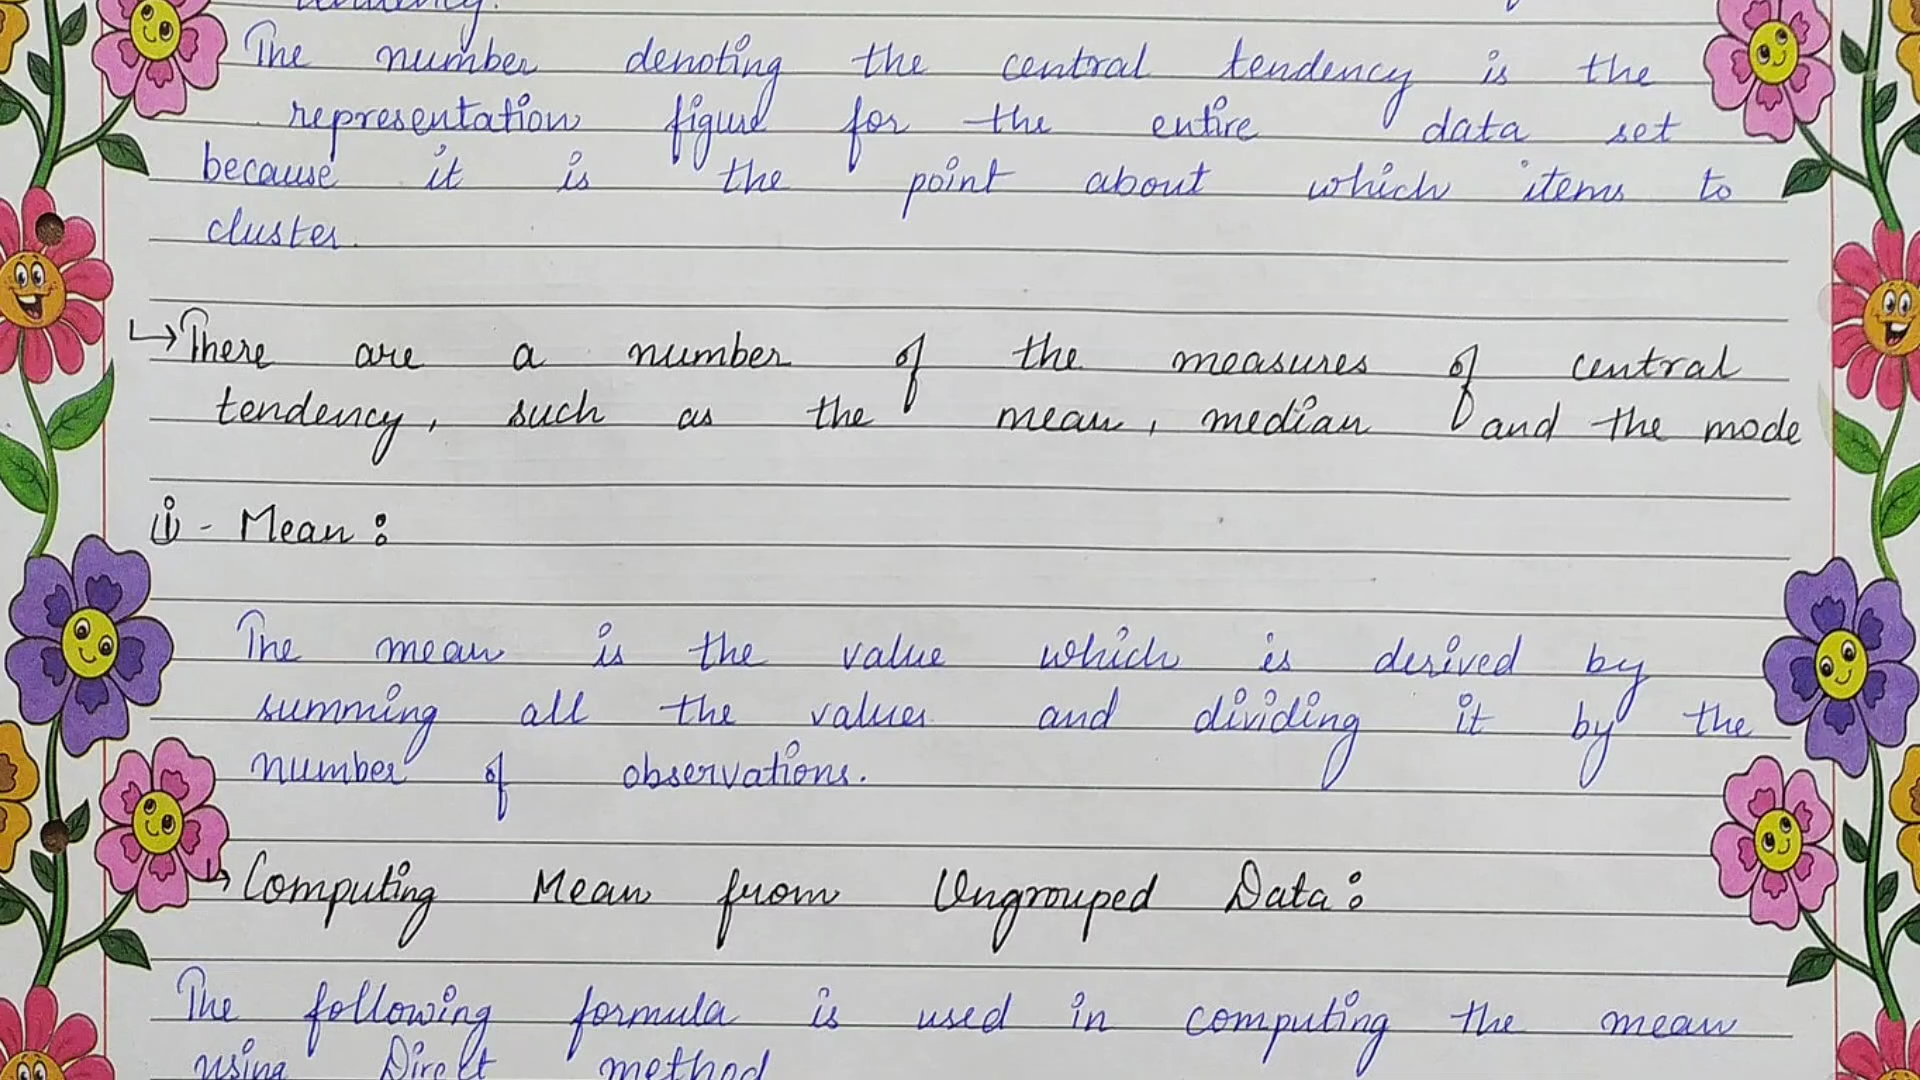 tendency.
The number denoting the central tendency is the
representation figure for the entire data set
because it is the point about which items to
cluster.
↳ There are a number of the measures of central
tendency, such as the mean, median and the mode
(i) - Mean :
The mean is the value which is derived by
summing all the values and dividing it by the
number of observations.
↳ Computing Mean from Ungrouped Data :
The following formula is used in computing the mean
using Direct method